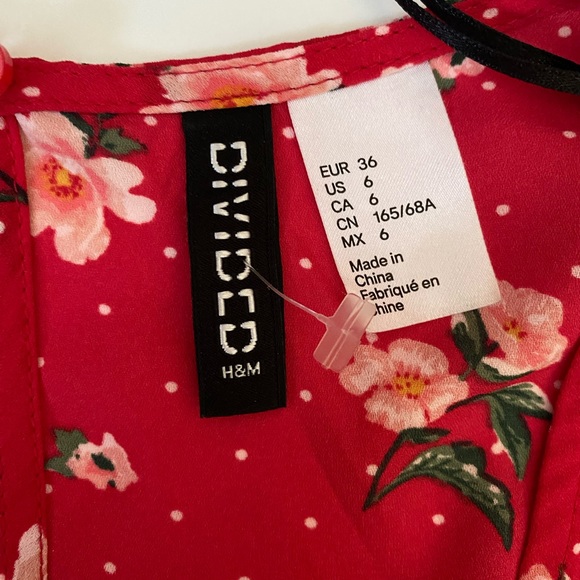 DIVIDED
H&M
EUR 36
US 6
CA 6
CN 165/68A
MX 6
Made in
China
Fabriqué en
Chine